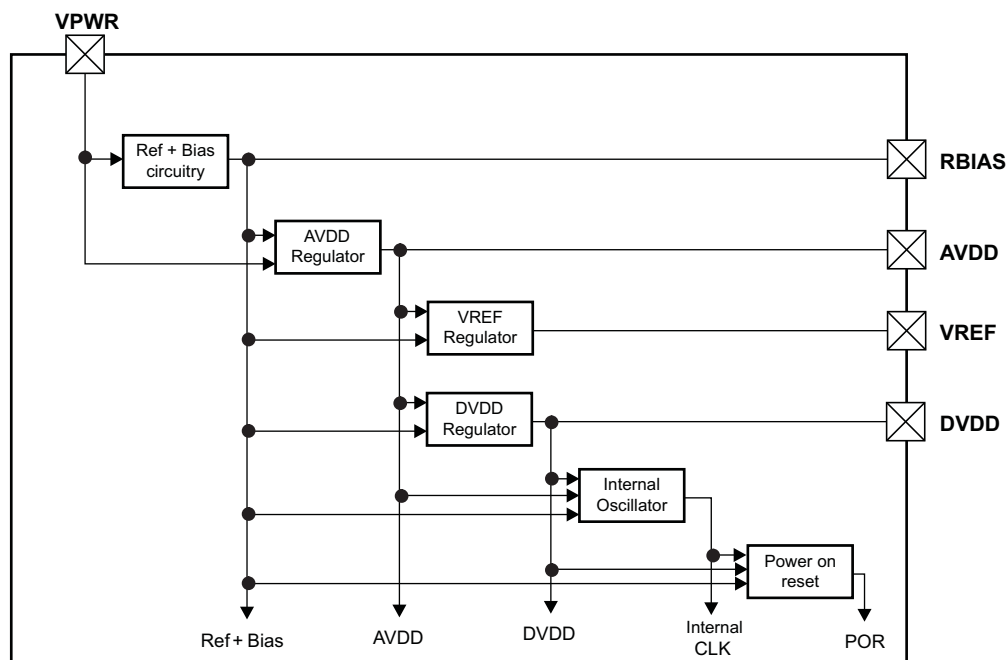 VPWR
Ref + Bias
circuitry
RBIAS
AVDD
Regulator
AVDD
VREF
Regulator
VREF
DVDD
Regulator
DVDD
Internal
Oscillator
Power on
reset
Ref + Bias
AVDD
DVDD
Internal
CLK
POR